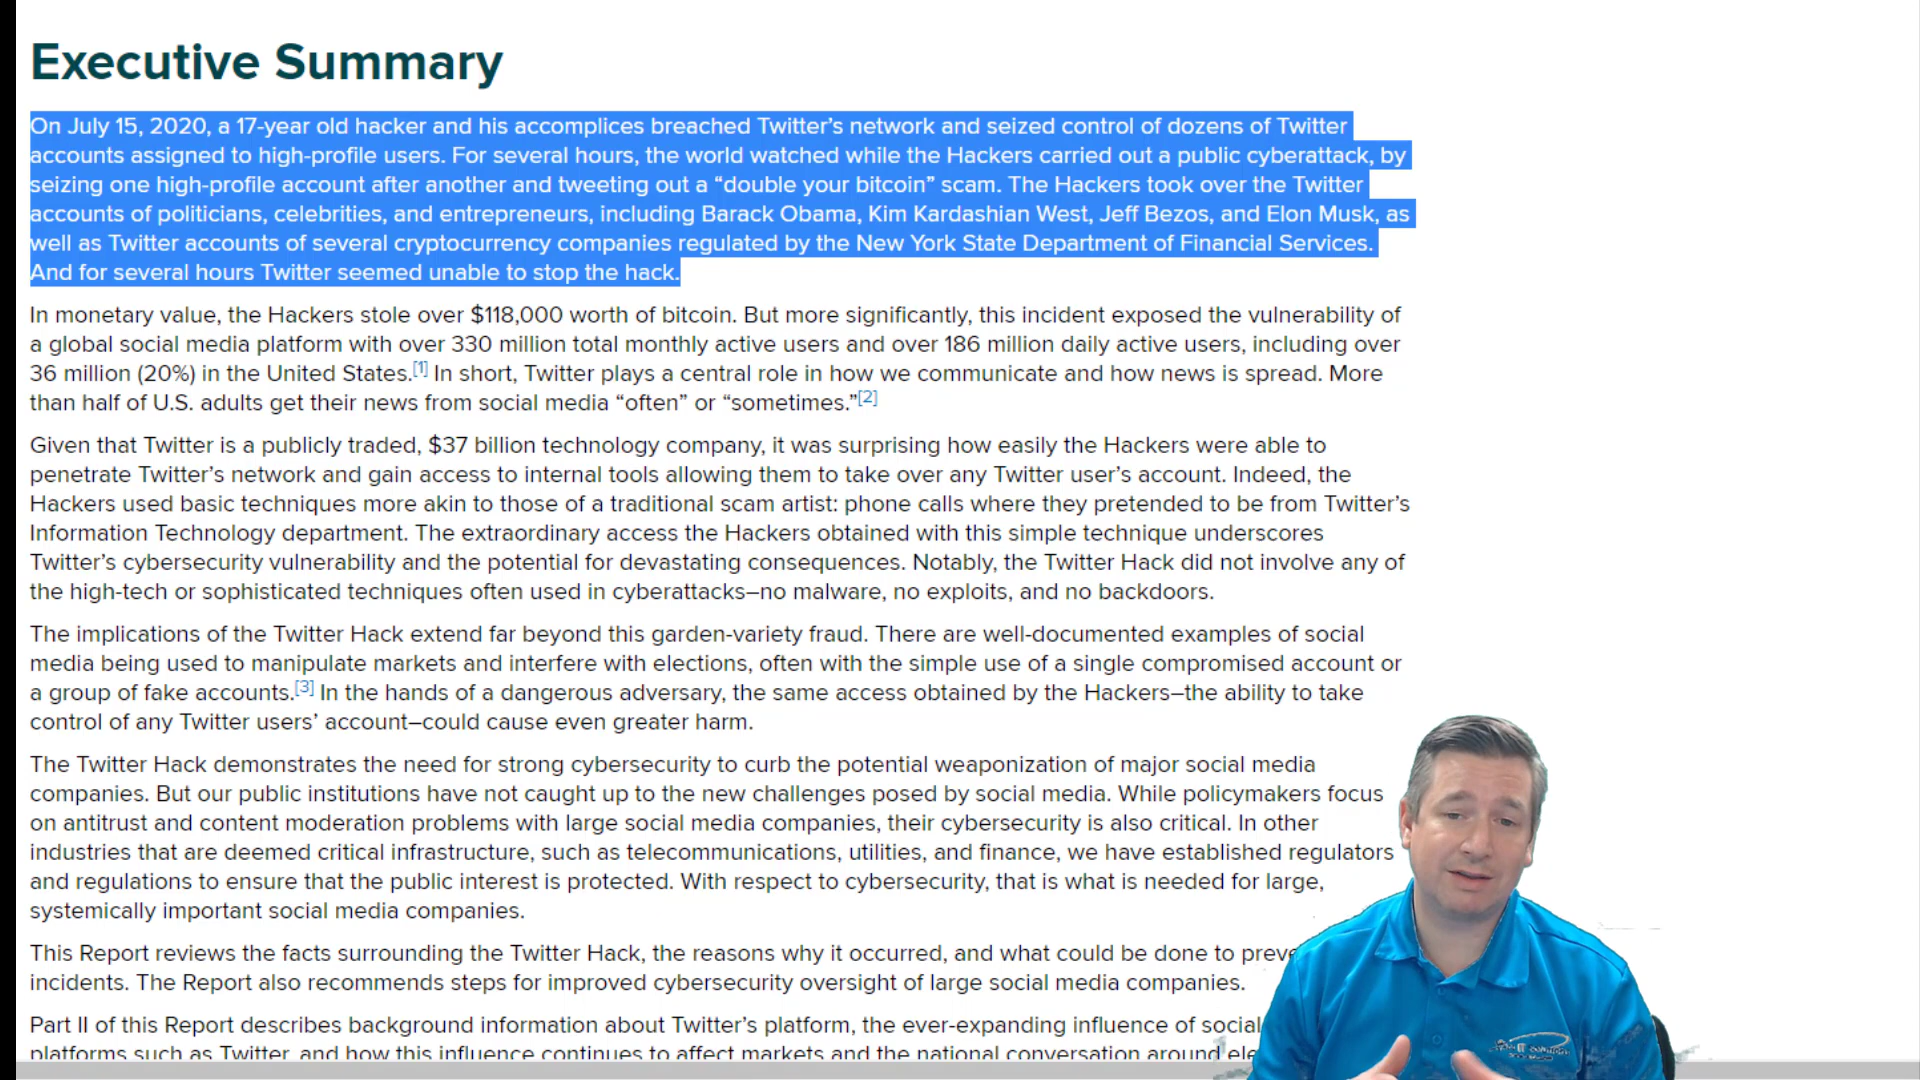 Executive Summary
On July 15, 2020, a 17-year old hacker and his accomplices breached Twitter’s network and seized control of dozens of Twitter
accounts assigned to high-profile users. For several hours, the world watched while the Hackers carried out a public cyberattack, by
seizing one high-profile account after another and tweeting out a “double your bitcoin” scam. The Hackers took over the Twitter
accounts of politicians, celebrities, and entrepreneurs, including Barack Obama, Kim Kardashian West, Jeff Bezos, and Elon Musk, as
well as Twitter accounts of several cryptocurrency companies regulated by the New York State Department of Financial Services.
And for several hours Twitter seemed unable to stop the hack.
In monetary value, the Hackers stole over $118,000 worth of bitcoin. But more significantly, this incident exposed the vulnerability of
a global social media platform with over 330 million total monthly active users and over 186 million daily active users, including over
36 million (20%) in the United States.[1] In short, Twitter plays a central role in how we communicate and how news is spread. More
than half of U.S. adults get their news from social media “often” or “sometimes.”[2]
Given that Twitter is a publicly traded, $37 billion technology company, it was surprising how easily the Hackers were able to
penetrate Twitter’s network and gain access to internal tools allowing them to take over any Twitter user’s account. Indeed, the
Hackers used basic techniques more akin to those of a traditional scam artist: phone calls where they pretended to be from Twitter’s
Information Technology department. The extraordinary access the Hackers obtained with this simple technique underscores
Twitter’s cybersecurity vulnerability and the potential for devastating consequences. Notably, the Twitter Hack did not involve any of
the high-tech or sophisticated techniques often used in cyberattacks–no malware, no exploits, and no backdoors.
The implications of the Twitter Hack extend far beyond this garden-variety fraud. There are well-documented examples of social
media being used to manipulate markets and interfere with elections, often with the simple use of a single compromised account or
a group of fake accounts.[3] In the hands of a dangerous adversary, the same access obtained by the Hackers–the ability to take
control of any Twitter users’ account–could cause even greater harm.
The Twitter Hack demonstrates the need for strong cybersecurity to curb the potential weaponization of major social media
companies. But our public institutions have not caught up to the new challenges posed by social media. While policymakers focus
on antitrust and content moderation problems with large social media companies, their cybersecurity is also critical. In other
industries that are deemed critical infrastructure, such as telecommunications, utilities, and finance, we have established regulators
and regulations to ensure that the public interest is protected. With respect to cybersecurity, that is what is needed for large,
systemically important social media companies.
This Report reviews the facts surrounding the Twitter Hack, the reasons why it occurred, and what could be done to preve
incidents. The Report also recommends steps for improved cybersecurity oversight of large social media companies.
Part II of this Report describes background information about Twitter’s platform, the ever-expanding influence of social
platforms such as Twitter, and how this influence continues to affect markets and the national conversation around ele